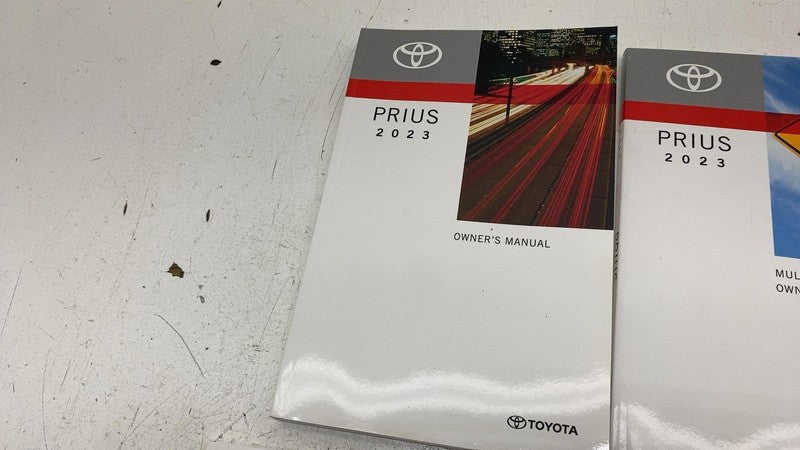 PRIUS
2023
OWNER'S MANUAL
TOYOTA
PRIUS
2023
MUL
OWN